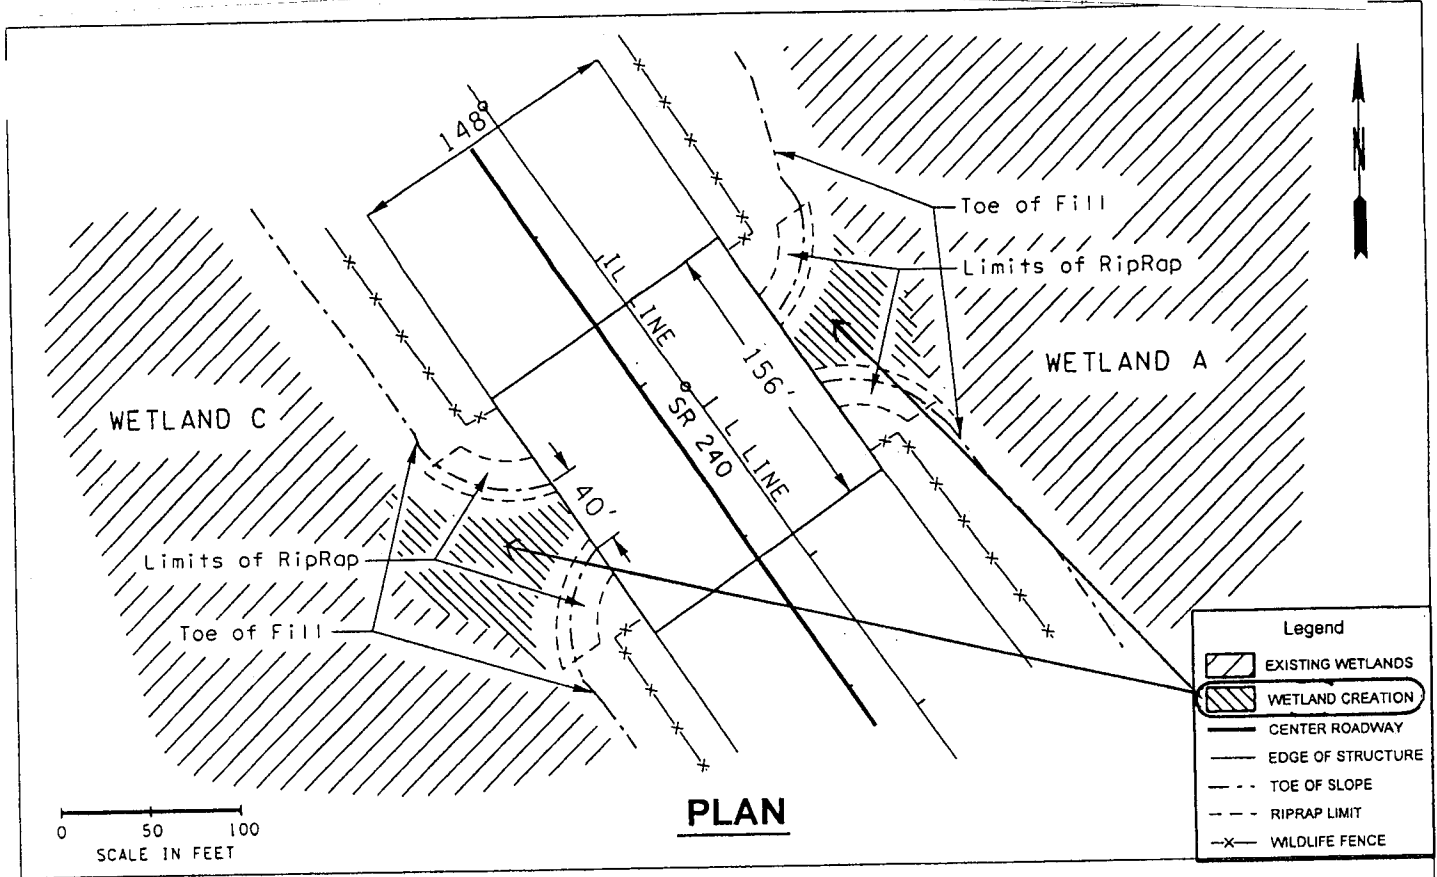 148°
N
Toe of Fill
IL LINE
Limits of RipRap
156'
WETLAND A
SR 240
I L LINE
WETLAND C
40'
Limits of RipRap
Toe of Fill
Legend
EXISTING WETLANDS
WETLAND CREATION
CENTER ROADWAY
EDGE OF STRUCTURE
TOE OF SLOPE
RIPRAP LIMIT
WILDLIFE FENCE
PLAN
0 50 100
SCALE IN FEET